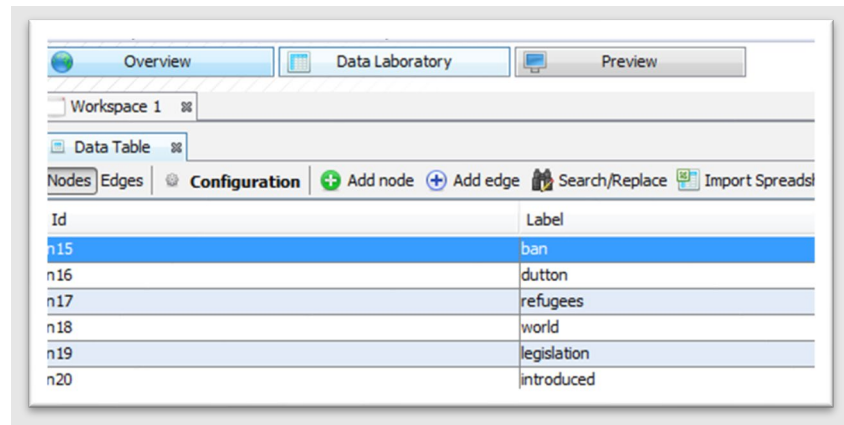 Overview Data Laboratory Preview
Workspace 1
Data Table
Nodes Edges Configuration Add node Add edge Search/Replace Import
Id Label
n15 ban
n16 dutton
n17 refugees
n18 world
n19 legislation
n20 introduced